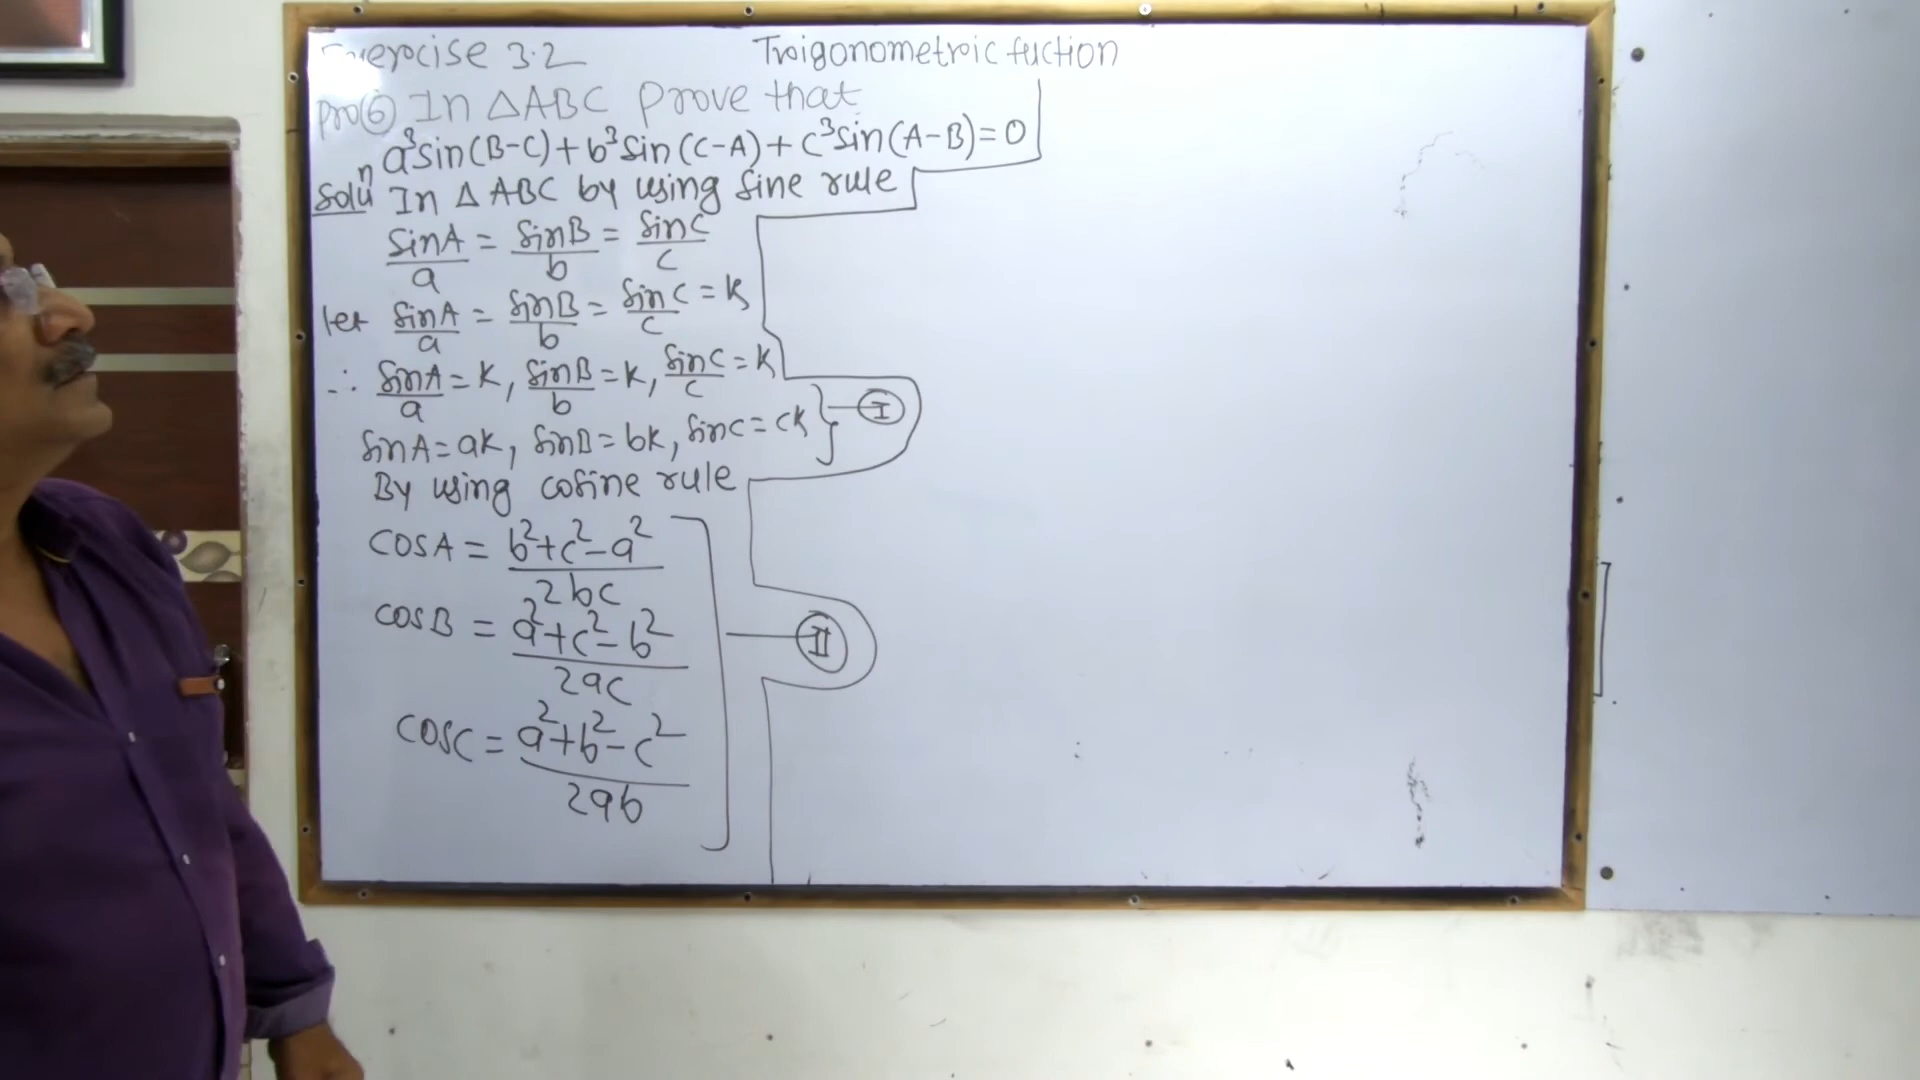 Exercise 3.2 Trigonometric fuction
Pro⑥ In △ABC prove that
a³sin(B-C)+b³sin(C-A)+c³sin(A-B)=0
Soluⁿ In △ABC by using sine rule
sinA/a = sinB/b = sinC/c
let sinA/a = sinB/b = sinC/c = k
∴ sinA/a = k, sinB/b = k, sinC/c = k
sinA = ak, sinB = bk, sinC = ck } — Ⓘ
By using cosine rule
cosA = b²+c²-a²/2bc
cosB = a²+c²-b²/2ac
— II
cosC = a²+b²-c²/2ab